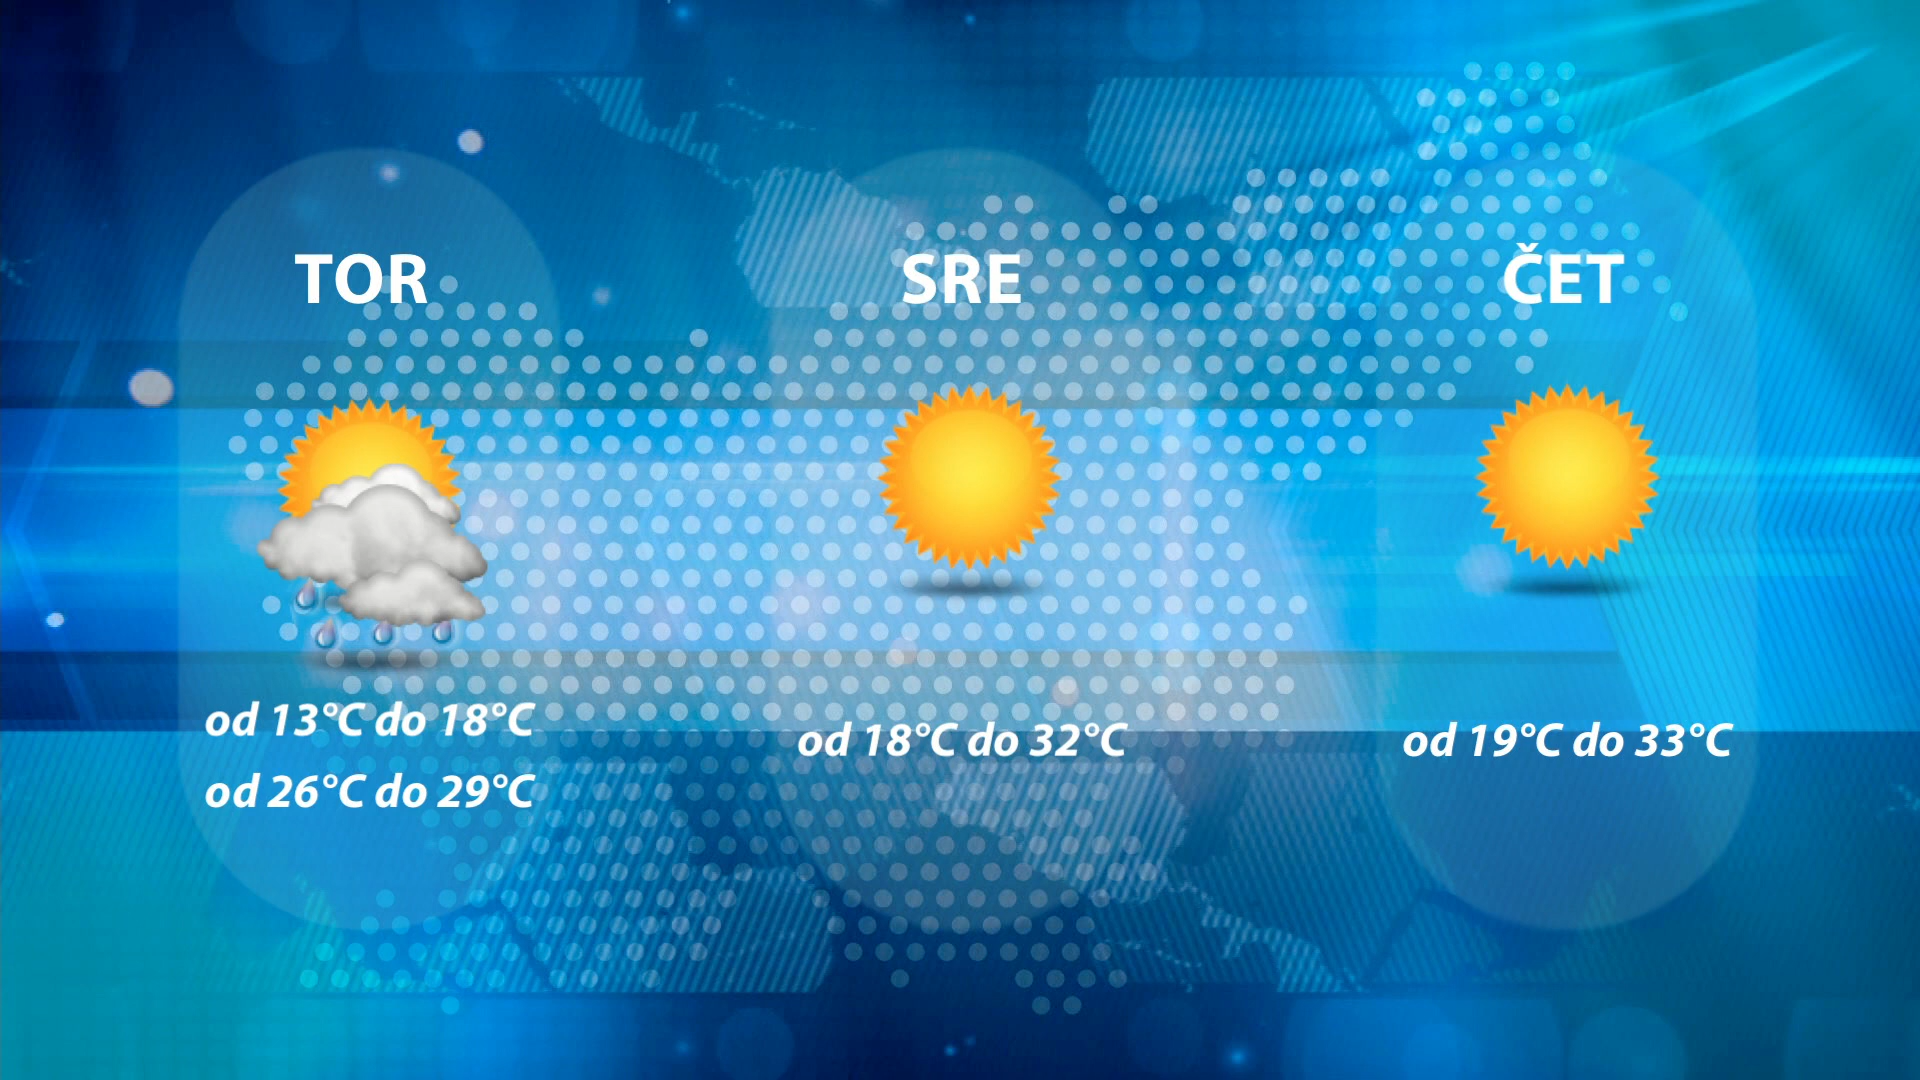 TOR
od 13°C do 18°C
od 26°C do 29°C
SRE
od 18°C do 32°C
ČET
od 19°C do 33°C